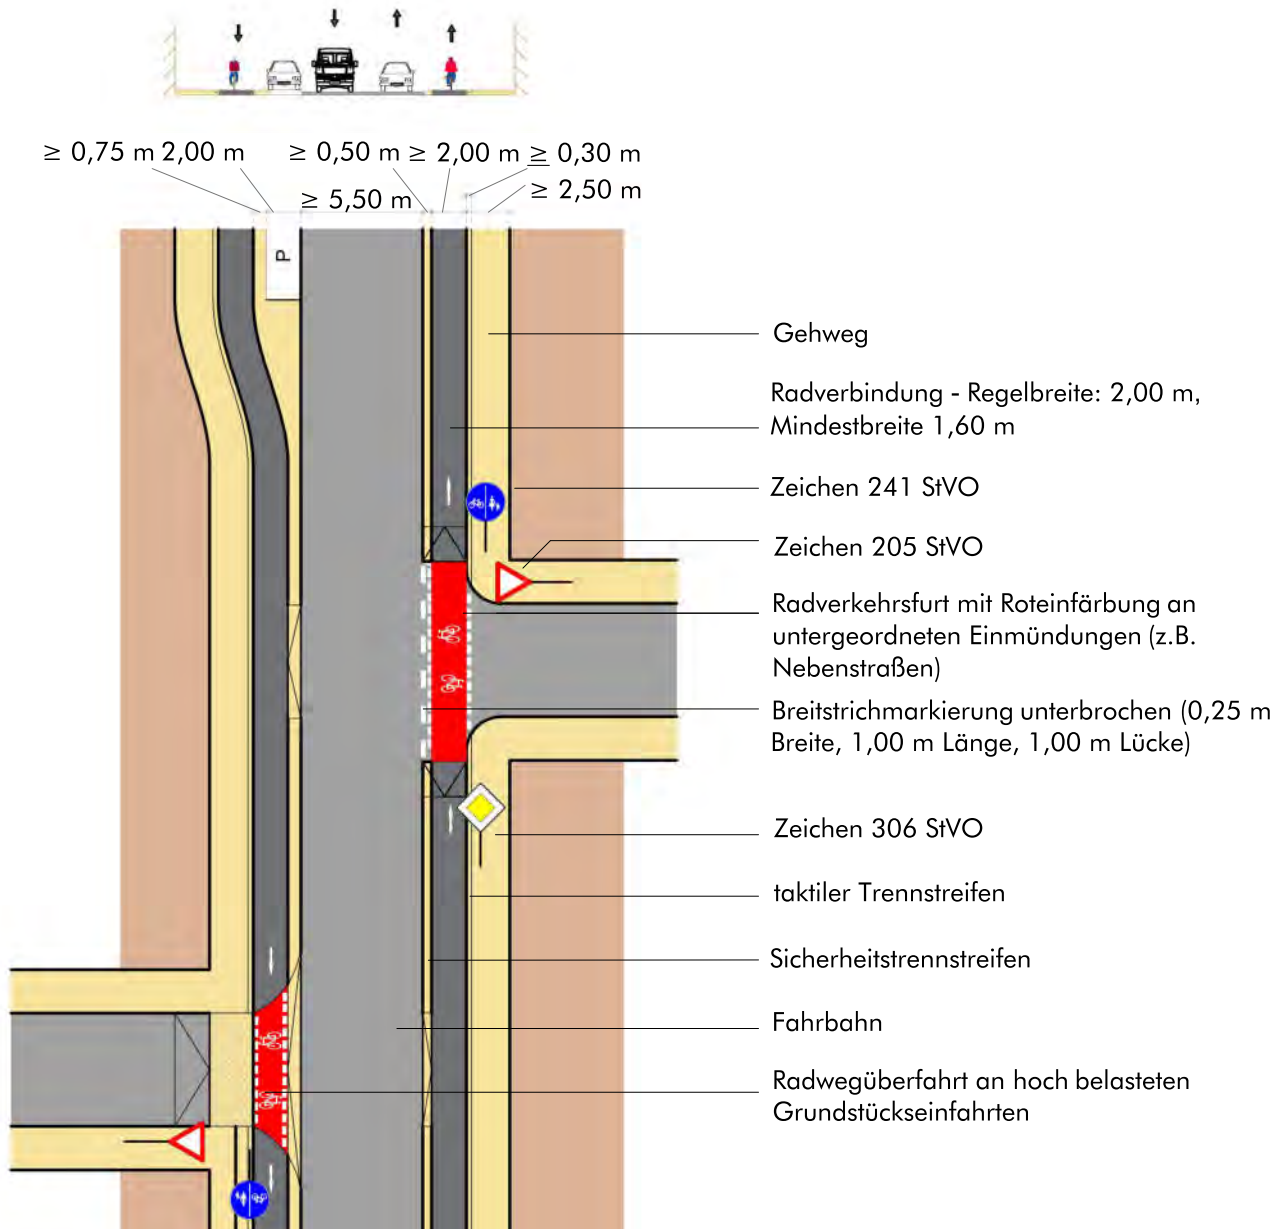 ≥ 0,75 m 2,00 m ≥ 0,50 m ≥ 2,00 m ≥ 0,30 m
≥ 5,50 m ≥ 2,50 m
P
Gehweg
Radverbindung - Regelbreite: 2,00 m,
Mindestbreite 1,60 m
Zeichen 241 StVO
Zeichen 205 StVO
Radverkehrsfurt mit Roteinfärbung an
untergeordneten Einmündungen (z.B.
Nebenstraßen)
Breitstrichmarkierung unterbrochen (0,25 m
Breite, 1,00 m Länge, 1,00 m Lücke)
Zeichen 306 StVO
taktiler Trennstreifen
Sicherheitstrennstreifen
Fahrbahn
Radwegüberfahrt an hoch belasteten
Grundstückseinfahrten